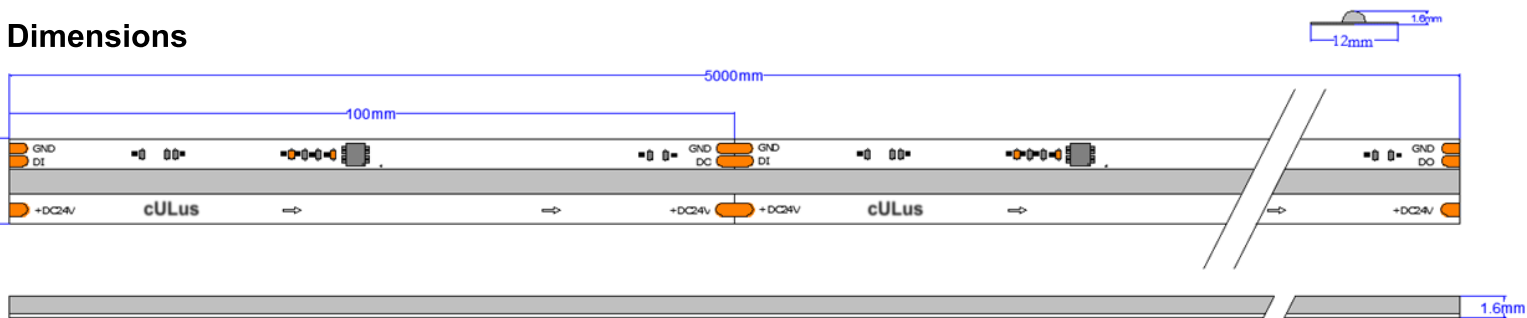 Dimensions
1.6mm
12mm
5000mm
100mm
GND GND GND GND
DI DC DI DO
+DC24V cULus +DC24V +DC24V cULus +DC24V
1.6mm